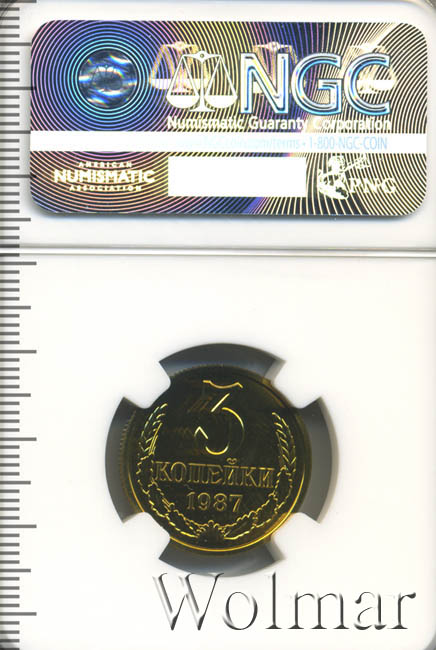 NGC
Numismatic Guaranty Corporation
1-800-NGC-COIN
AMERICAN
NUMISMATIC
ASSOCIATION
PNG
3
КОПЕЙКИ
1987
Wolmar